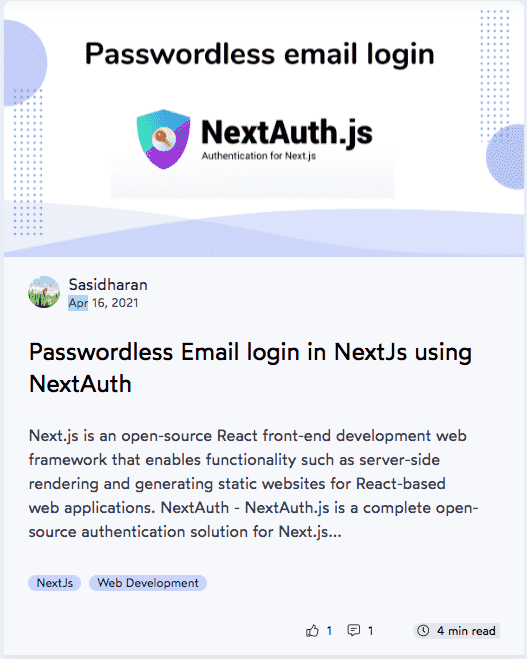 Passwordless email login
NextAuth.js
Authentication for Next.js
Sasidharan
Apr 16, 2021
Passwordless Email login in NextJs using
NextAuth
Next.js is an open-source React front-end development web
framework that enables functionality such as server-side
rendering and generating static websites for React-based
web applications. NextAuth - NextAuth.js is a complete open-
source authentication solution for Next.js...
NextJs Web Development
1 1 4 min read